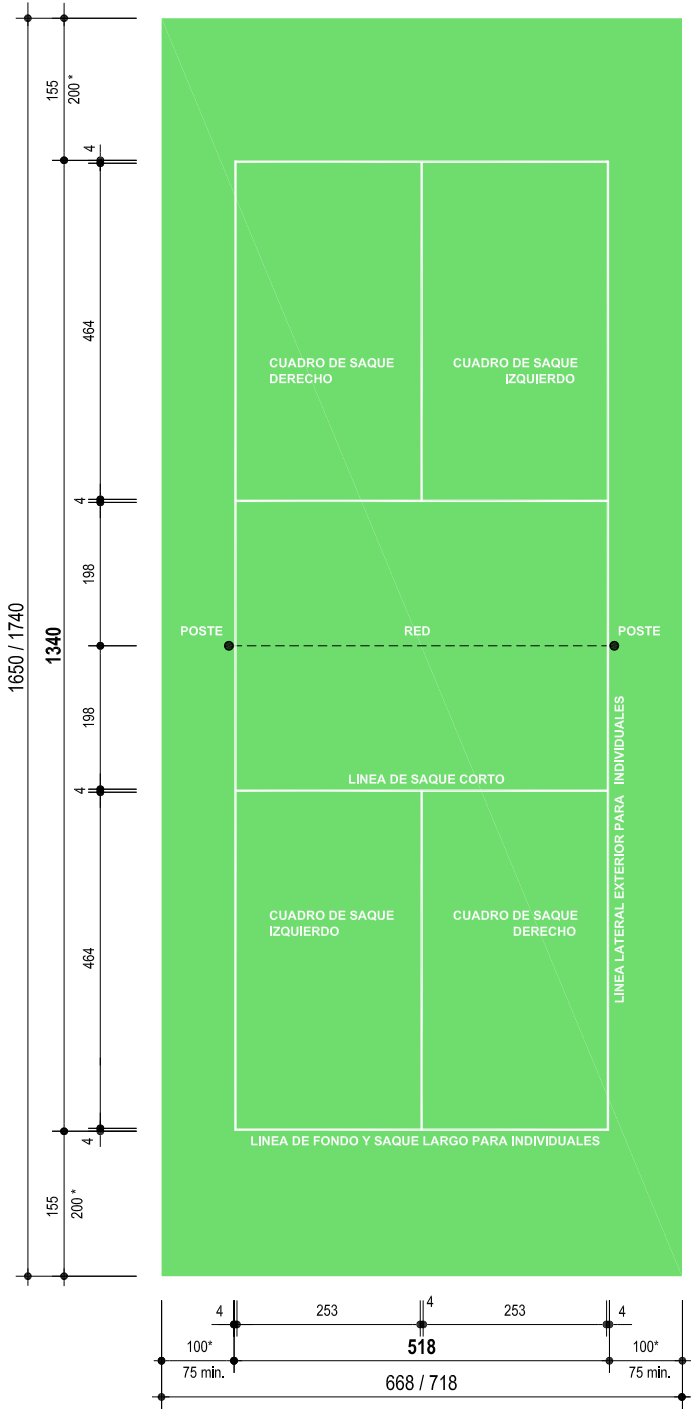 155
200 *
4
464
CUADRO DE SAQUE
DERECHO
CUADRO DE SAQUE
IZQUIERDO
4
198
1650 / 1740
1340
POSTE
RED
POSTE
198
LINEA DE SAQUE CORTO
4
LINEA LATERAL EXTERIOR PARA INDIVIDUALES
CUADRO DE SAQUE
IZQUIERDO
CUADRO DE SAQUE
DERECHO
464
4
LINEA DE FONDO Y SAQUE LARGO PARA INDIVIDUALES
155
200 *
4
253
4
253
4
100*
518
100*
75 min.
668 / 718
75 min.